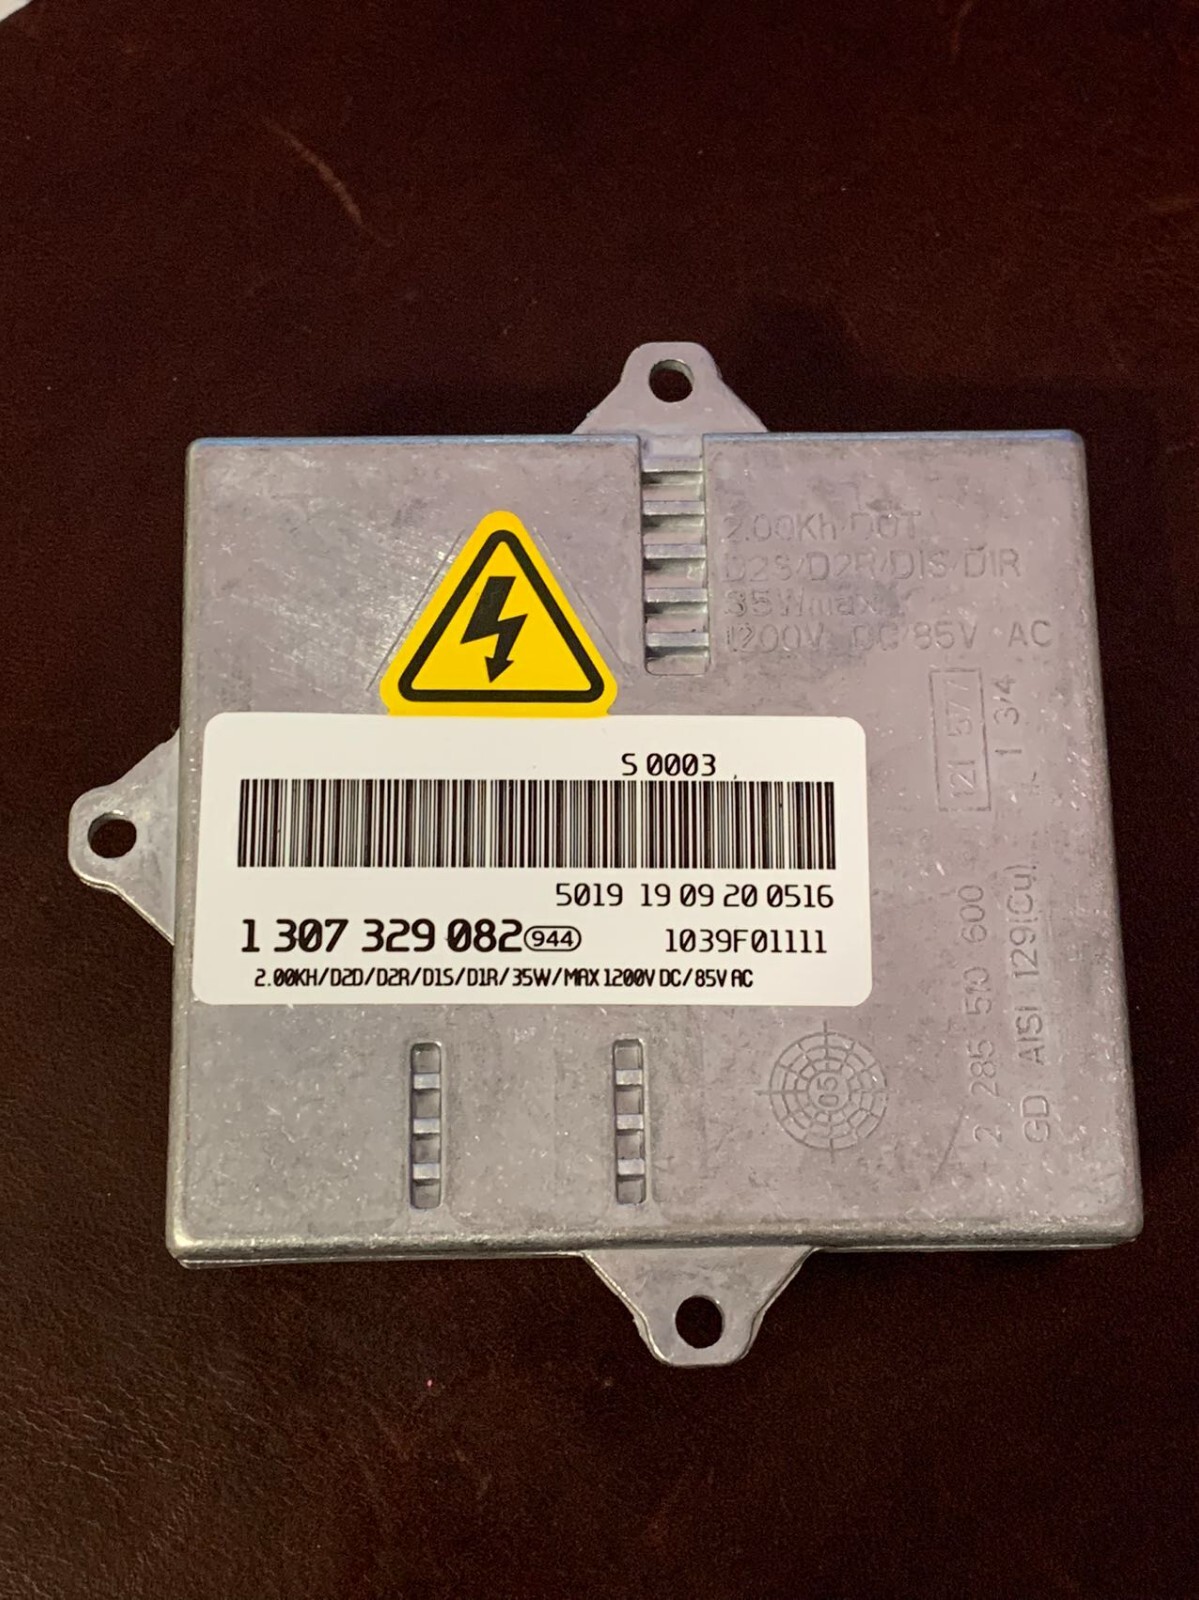 2.00Kh/DOT
D2S/D2R/D1S/D1R
35Wmax
1200V DC/85V AC
S 0003
5019 19 09 20 0516
1 307 329 082 944 1039F01111
2.00KH/D2D/D2R/D1S/D1R/35W/MAX 1200V DC/85V AC
121 577
1 3/4
2 285 510 600
GD AlSi 129(Cu)
05